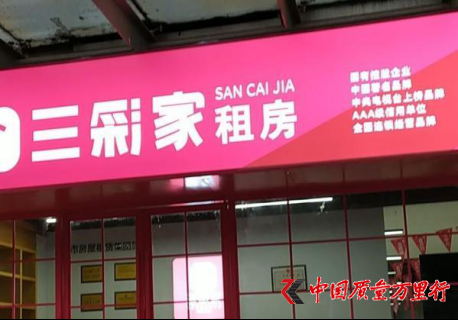 三彩家
SAN CAI JIA
租房
国有控股企业
中国著名品牌
中央电视台上榜品牌
AAA级信用单位
全国连锁经营品牌
中国质量万里行